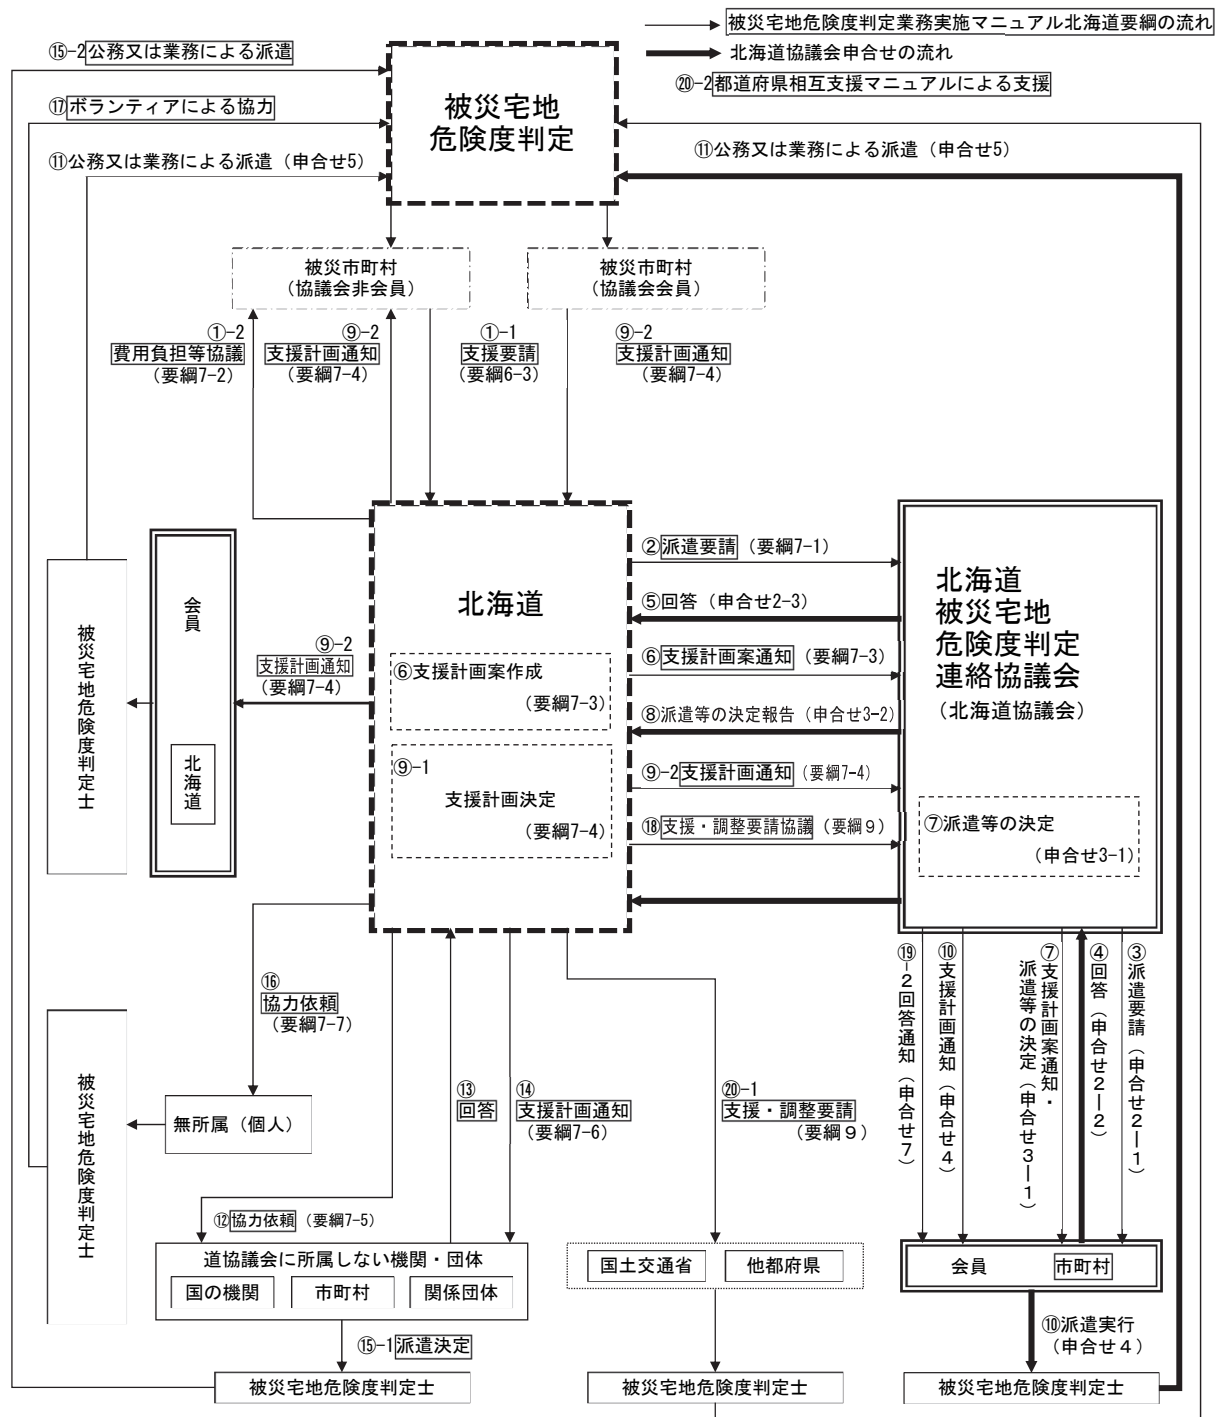 被災宅地危険度判定業務実施マニュアル北海道要綱の流れ
北海道協議会申合せの流れ
⑮-2公務又は業務による派遣
⑳-2都道府県相互支援マニュアルによる支援
⑰ボランティアによる協力
被災宅地
危険度判定
⑪公務又は業務による派遣（申合せ5）
⑪公務又は業務による派遣（申合せ5）
被災市町村
（協議会非会員）
被災市町村
（協議会会員）
①-2
費用負担等協議
（要綱7-2）
⑨-2
支援計画通知
（要綱7-4）
①-1
支援要請
（要綱6-3）
⑨-2
支援計画通知
（要綱7-4）
被災宅地危険度判定士
会員
北海道
⑨-2
支援計画通知
（要綱7-4）
北海道
⑥支援計画案作成
（要綱7-3）
⑨-1
支援計画決定
（要綱7-4）
②派遣要請（要綱7-1）
⑤回答（申合せ2-3）
⑥支援計画案通知（要綱7-3）
⑧派遣等の決定報告（申合せ3-2）
⑨-2支援計画通知（要綱7-4）
⑱支援・調整要請協議（要綱９）
北海道
被災宅地
危険度判定
連絡協議会
（北海道協議会）
⑦派遣等の決定
（申合せ3-1）
⑯
協力依頼
（要綱7-7）
被災宅地危険度判定士
無所属（個人）
⑬
回答
⑭
支援計画通知
（要綱7-6）
⑳-1
支援・調整要請
（要綱９）
⑲-２回答通知（申合せ７）
⑩支援計画通知（申合せ４）
⑦支援計画案通知・
派遣等の決定（申合せ３ー１）
④回答（申合せ２ー２）
③派遣要請（申合せ２ー１）
⑫協力依頼（要綱7-5）
道協議会に所属しない機関・団体
国の機関
市町村
関係団体
国土交通省
他都府県
会員
市町村
⑮-1派遣決定
⑩派遣実行
（申合せ４）
被災宅地危険度判定士
被災宅地危険度判定士
被災宅地危険度判定士